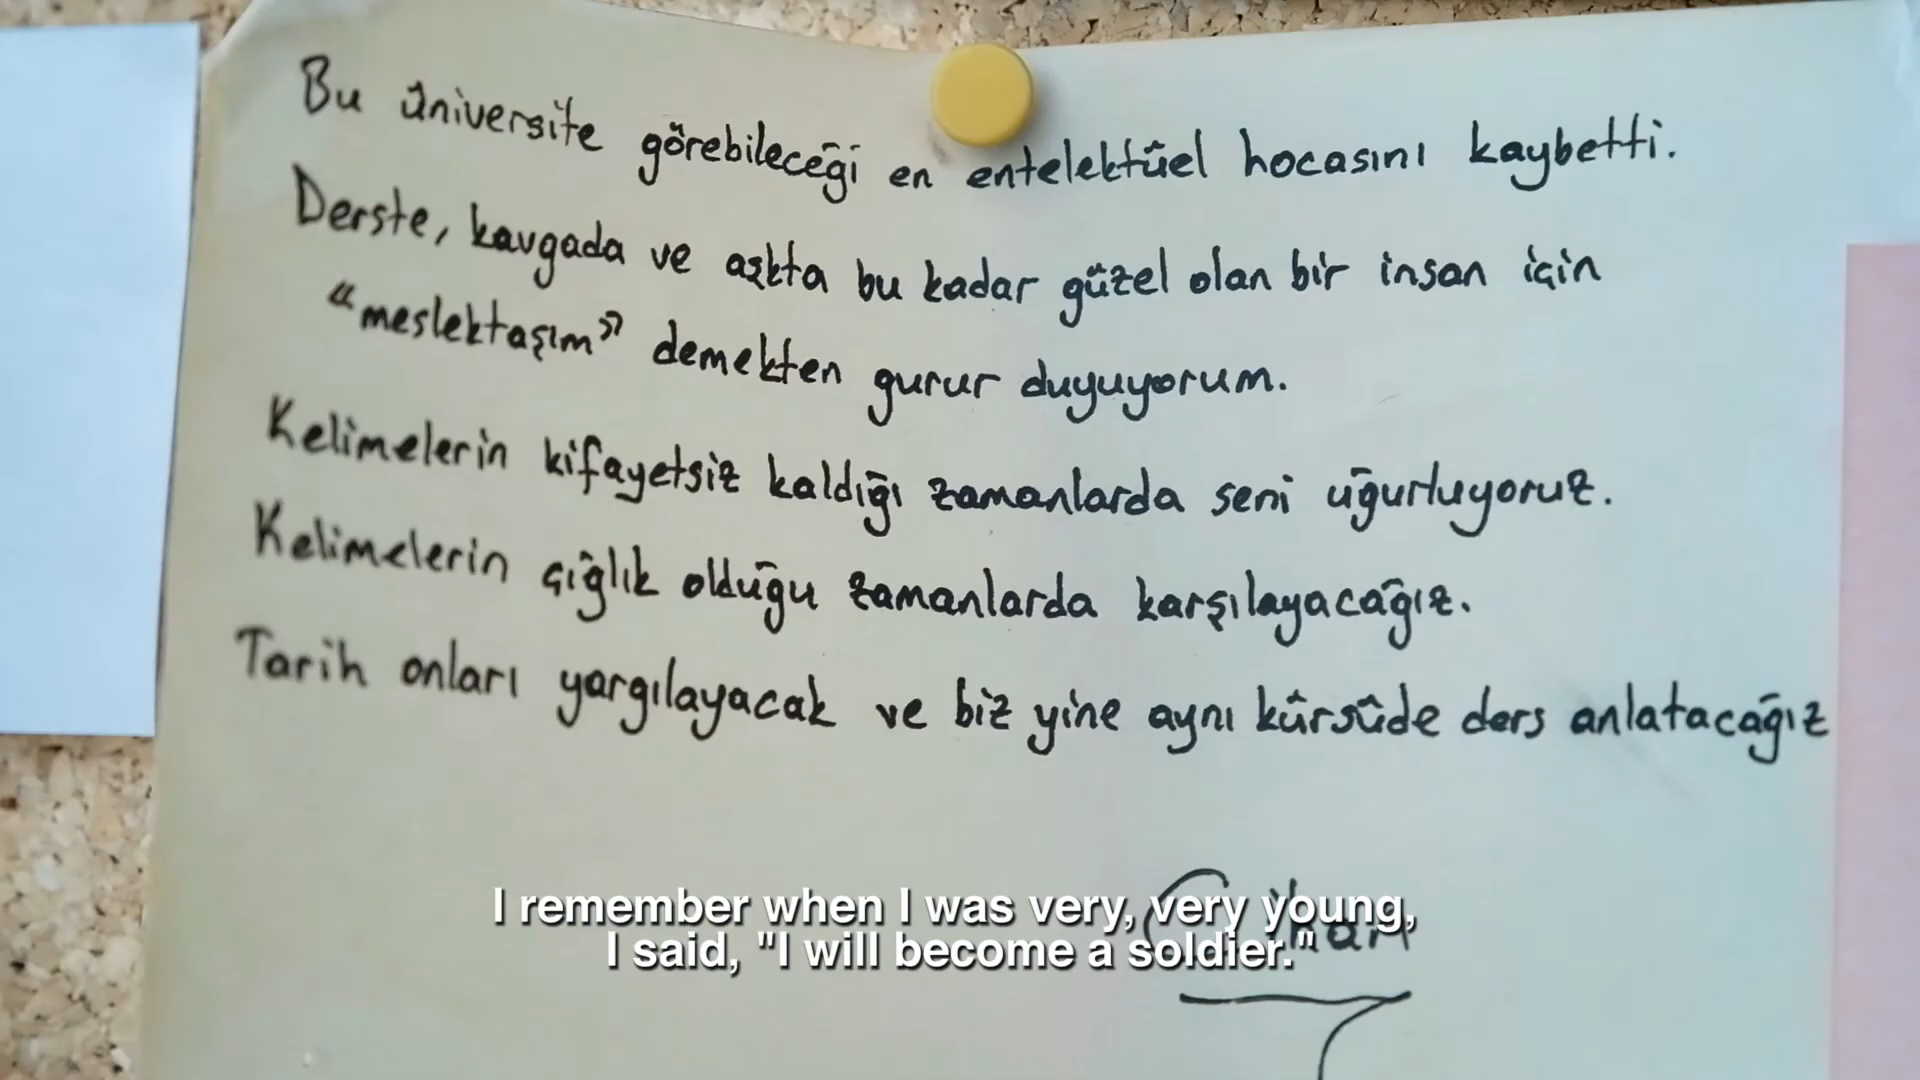 Bu üniversite görebileceği en entelektüel hocasını kaybetti.
Derste, kavgada ve aşkta bu kadar güzel olan bir insan için
"meslektaşım" demekten gurur duyuyorum.
Kelimelerin kifayetsiz kaldığı zamanlarda seni uğurluyoruz.
Kelimelerin çığlık olduğu zamanlarda karşılayacağız.
Tarih onları yargılayacak ve biz yine aynı kürsüde ders anlatacağız
I remember when I was very, very young,
I said, "I will become a soldier."